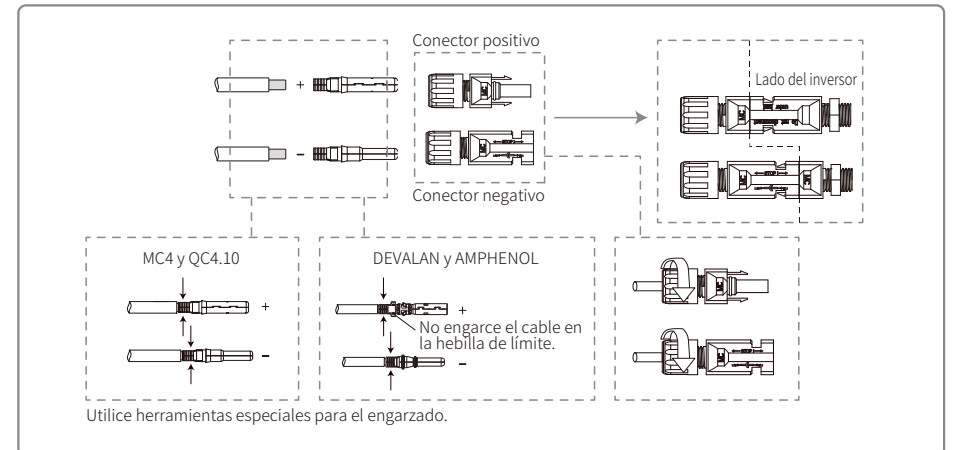 Conector positivo
Lado del inversor
+
–
Conector negativo
MC4 y QC4.10
DEVALAN y AMPHENOL
+
+
No engarce el cable en
la hebilla de límite.
–
–
Utilice herramientas especiales para el engarzado.